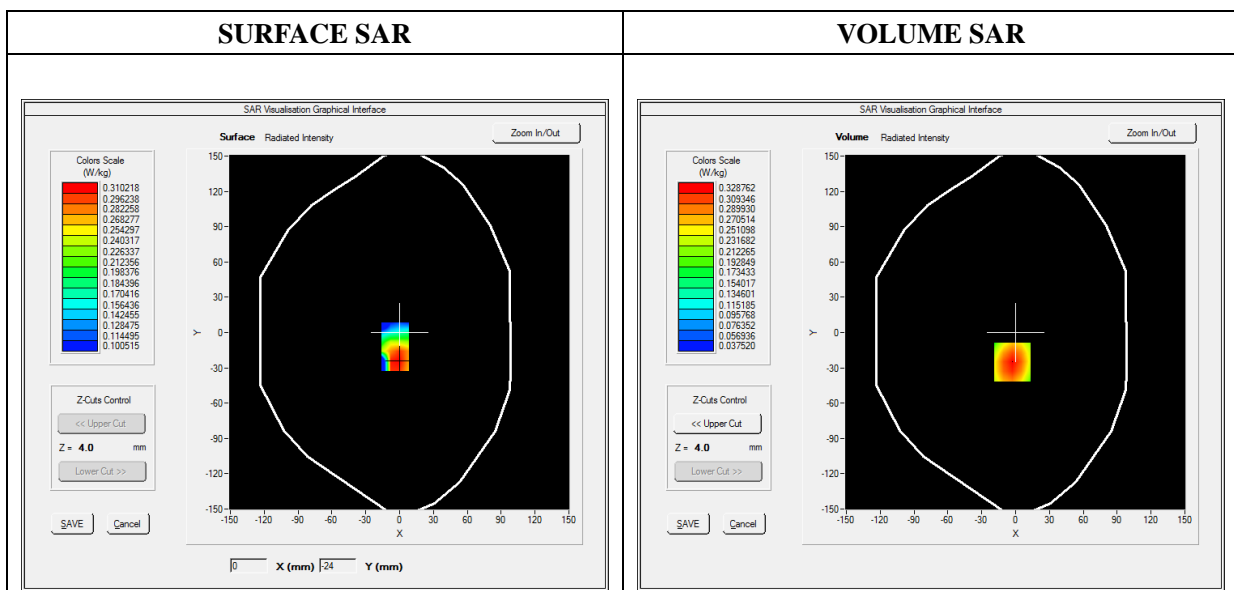 SURFACE SAR
VOLUME SAR
SAR Visualisation Graphical Interface
Surface Radiated Intensity
Zoom In/Out
Colors Scale
(W/kg)
0.310218
0.296238
0.282258
0.268277
0.254297
0.240317
0.226337
0.212356
0.198376
0.184396
0.170416
0.156436
0.142455
0.128475
0.114495
0.100515
Z-Cuts Control
<< Upper Cut
Z = 4.0 mm
Lower Cut >>
SAVE Cancel
150
120
90
60
30
0
-30
-60
-90
-120
-150
Y
-150 -120 -90 -60 -30 0 30 60 90 120 150
X
0 X (mm) -24 Y (mm)
SAR Visualisation Graphical Interface
Volume Radiated Intensity
Zoom In/Out
Colors Scale
(W/kg)
0.328762
0.309346
0.289930
0.270514
0.251098
0.231682
0.212265
0.192849
0.173433
0.154017
0.134601
0.115185
0.095768
0.076352
0.056936
0.037520
Z-Cuts Control
<< Upper Cut
Z = 4.0 mm
Lower Cut >>
SAVE Cancel
150
120
90
60
30
0
-30
-60
-90
-120
-150
Y
-150 -120 -90 -60 -30 0 30 60 90 120 150
X